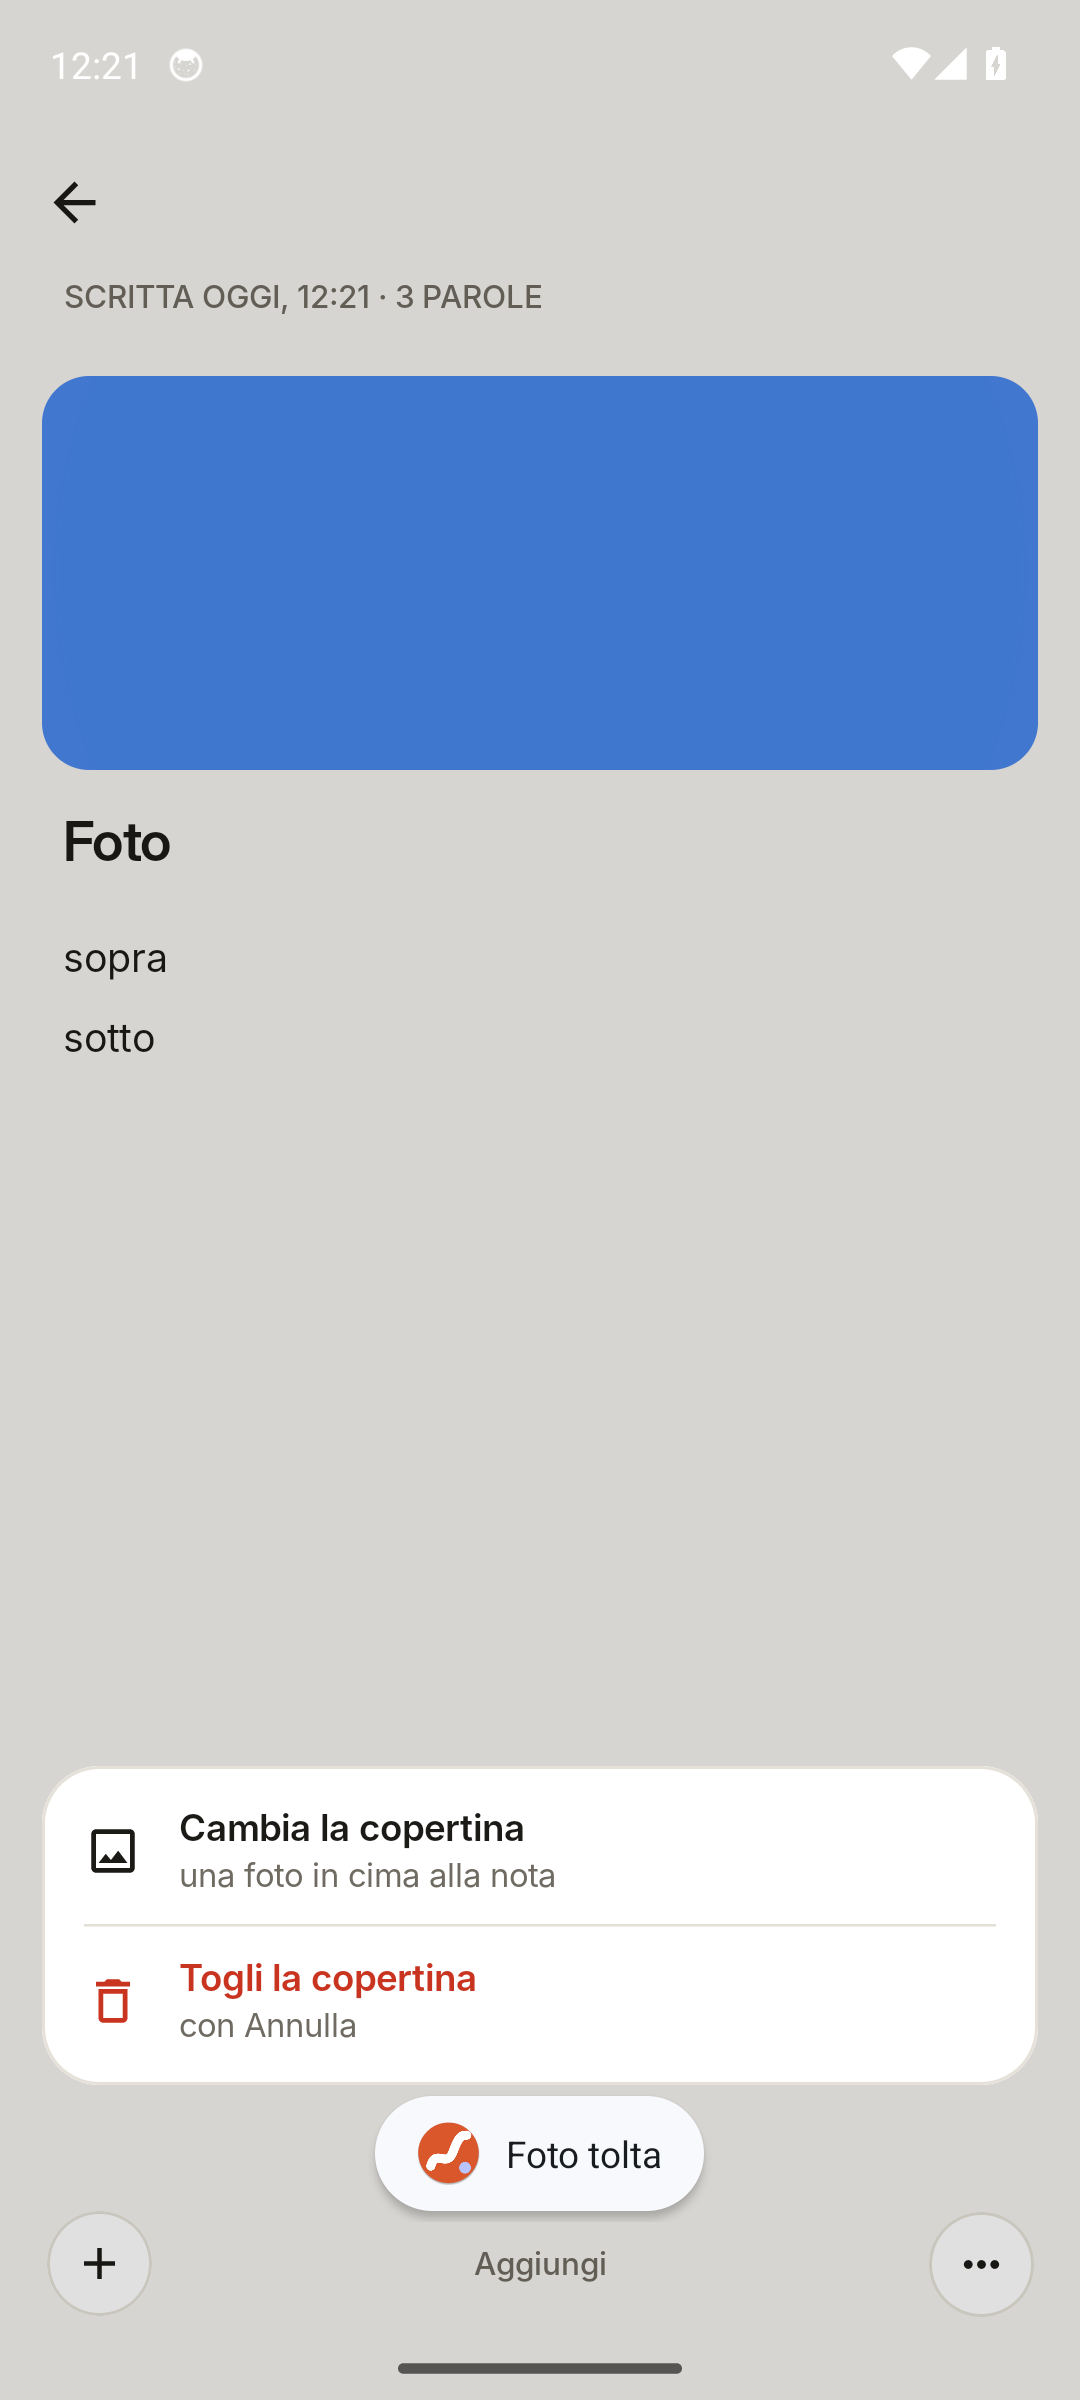 12:21
SCRITTA OGGI, 12:21 · 3 PAROLE
Foto
sopra
sotto
Cambia la copertina
una foto in cima alla nota
Togli la copertina
con Annulla
Foto tolta
Aggiungi